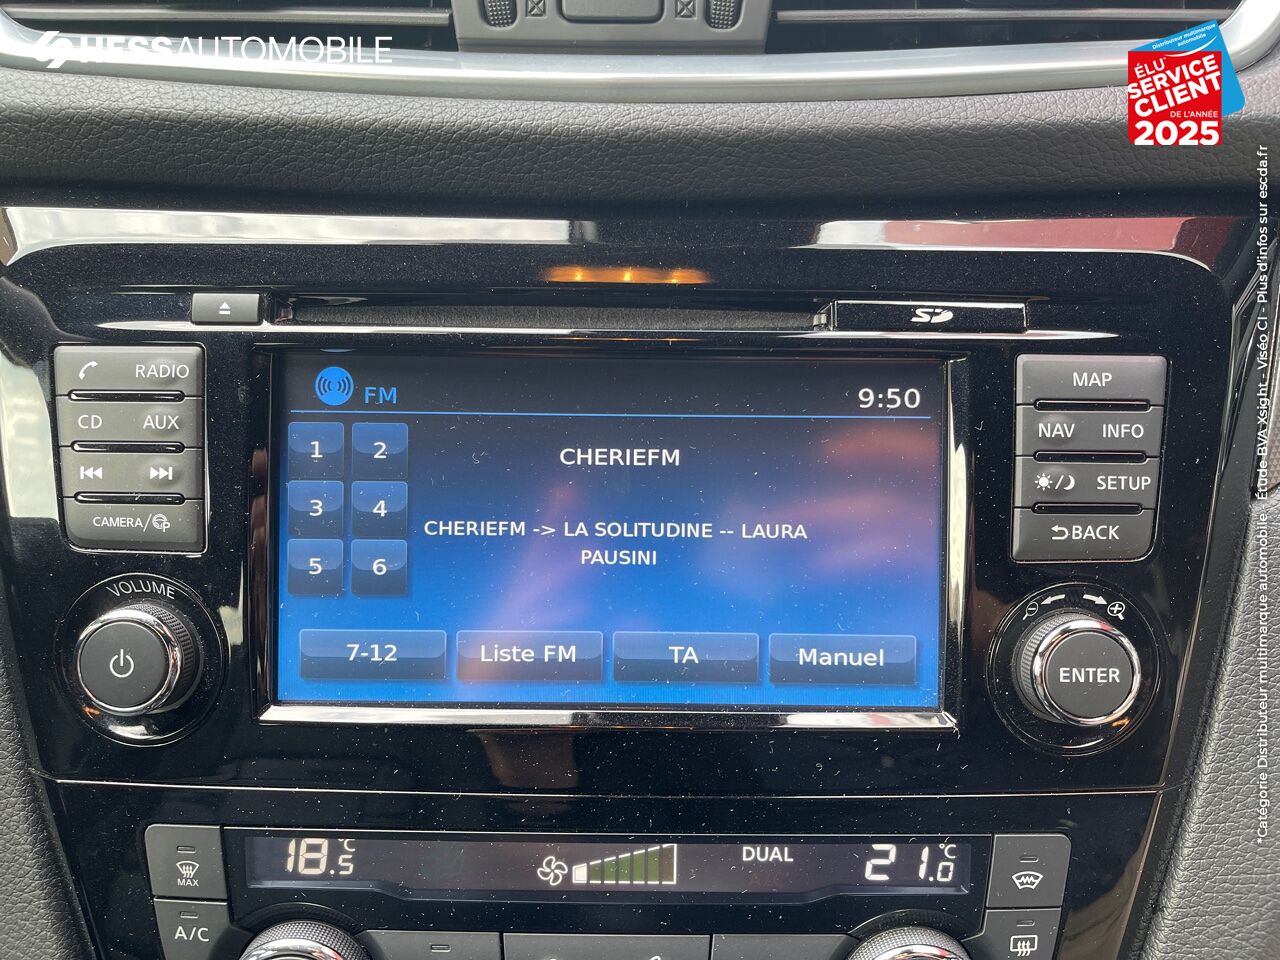 HESSAUTOMOBILE
Distributeur multimarque
automobile*
ÉLU
SERVICE
CLIENT
DE L'ANNÉE
2025
*Catégorie Distributeur multimarque automobile - Étude BVA Xsight - Viséo CI - Plus d'infos sur escda.fr
SD
RADIO
CD AUX
CAMERA/
VOLUME
FM 9:50
1 2
3 4
5 6
CHERIEFM
CHERIEFM -> LA SOLITUDINE -- LAURA
PAUSINI
7-12 Liste FM TA Manuel
MAP
NAV INFO
SETUP
BACK
ENTER
18.5°C DUAL 21.0°C
MAX
A/C